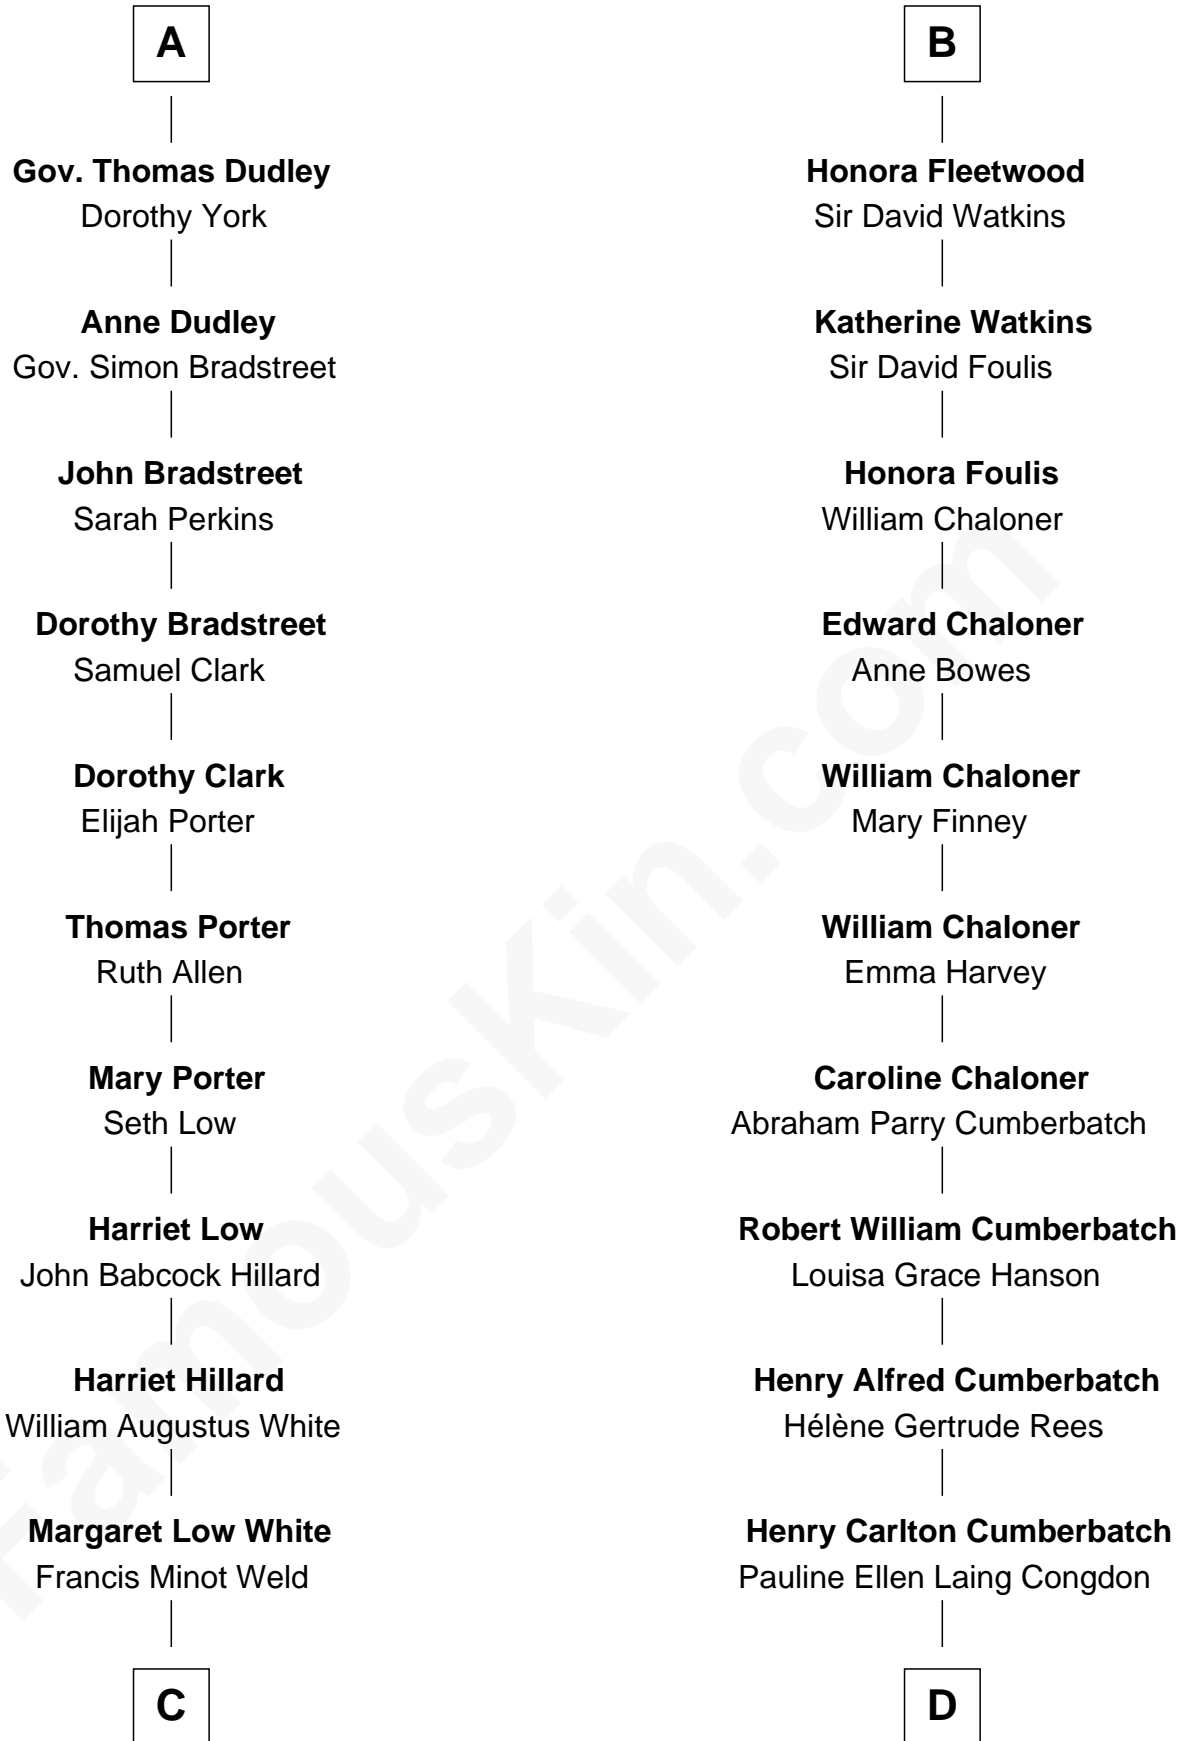 A
Gov. Thomas Dudley
Dorothy York
Anne Dudley
Gov. Simon Bradstreet
John Bradstreet
Sarah Perkins
Dorothy Bradstreet
Samuel Clark
Dorothy Clark
Elijah Porter
Thomas Porter
Ruth Allen
Mary Porter
Seth Low
Harriet Low
John Babcock Hillard
Harriet Hillard
William Augustus White
Margaret Low White
Francis Minot Weld
C
B
Honora Fleetwood
Sir David Watkins
Katherine Watkins
Sir David Foulis
Honora Foulis
William Chaloner
Edward Chaloner
Anne Bowes
William Chaloner
Mary Finney
William Chaloner
Emma Harvey
Caroline Chaloner
Abraham Parry Cumberbatch
Robert William Cumberbatch
Louisa Grace Hanson
Henry Alfred Cumberbatch
Hélène Gertrude Rees
Henry Carlton Cumberbatch
Pauline Ellen Laing Congdon
D
FamousKin.com